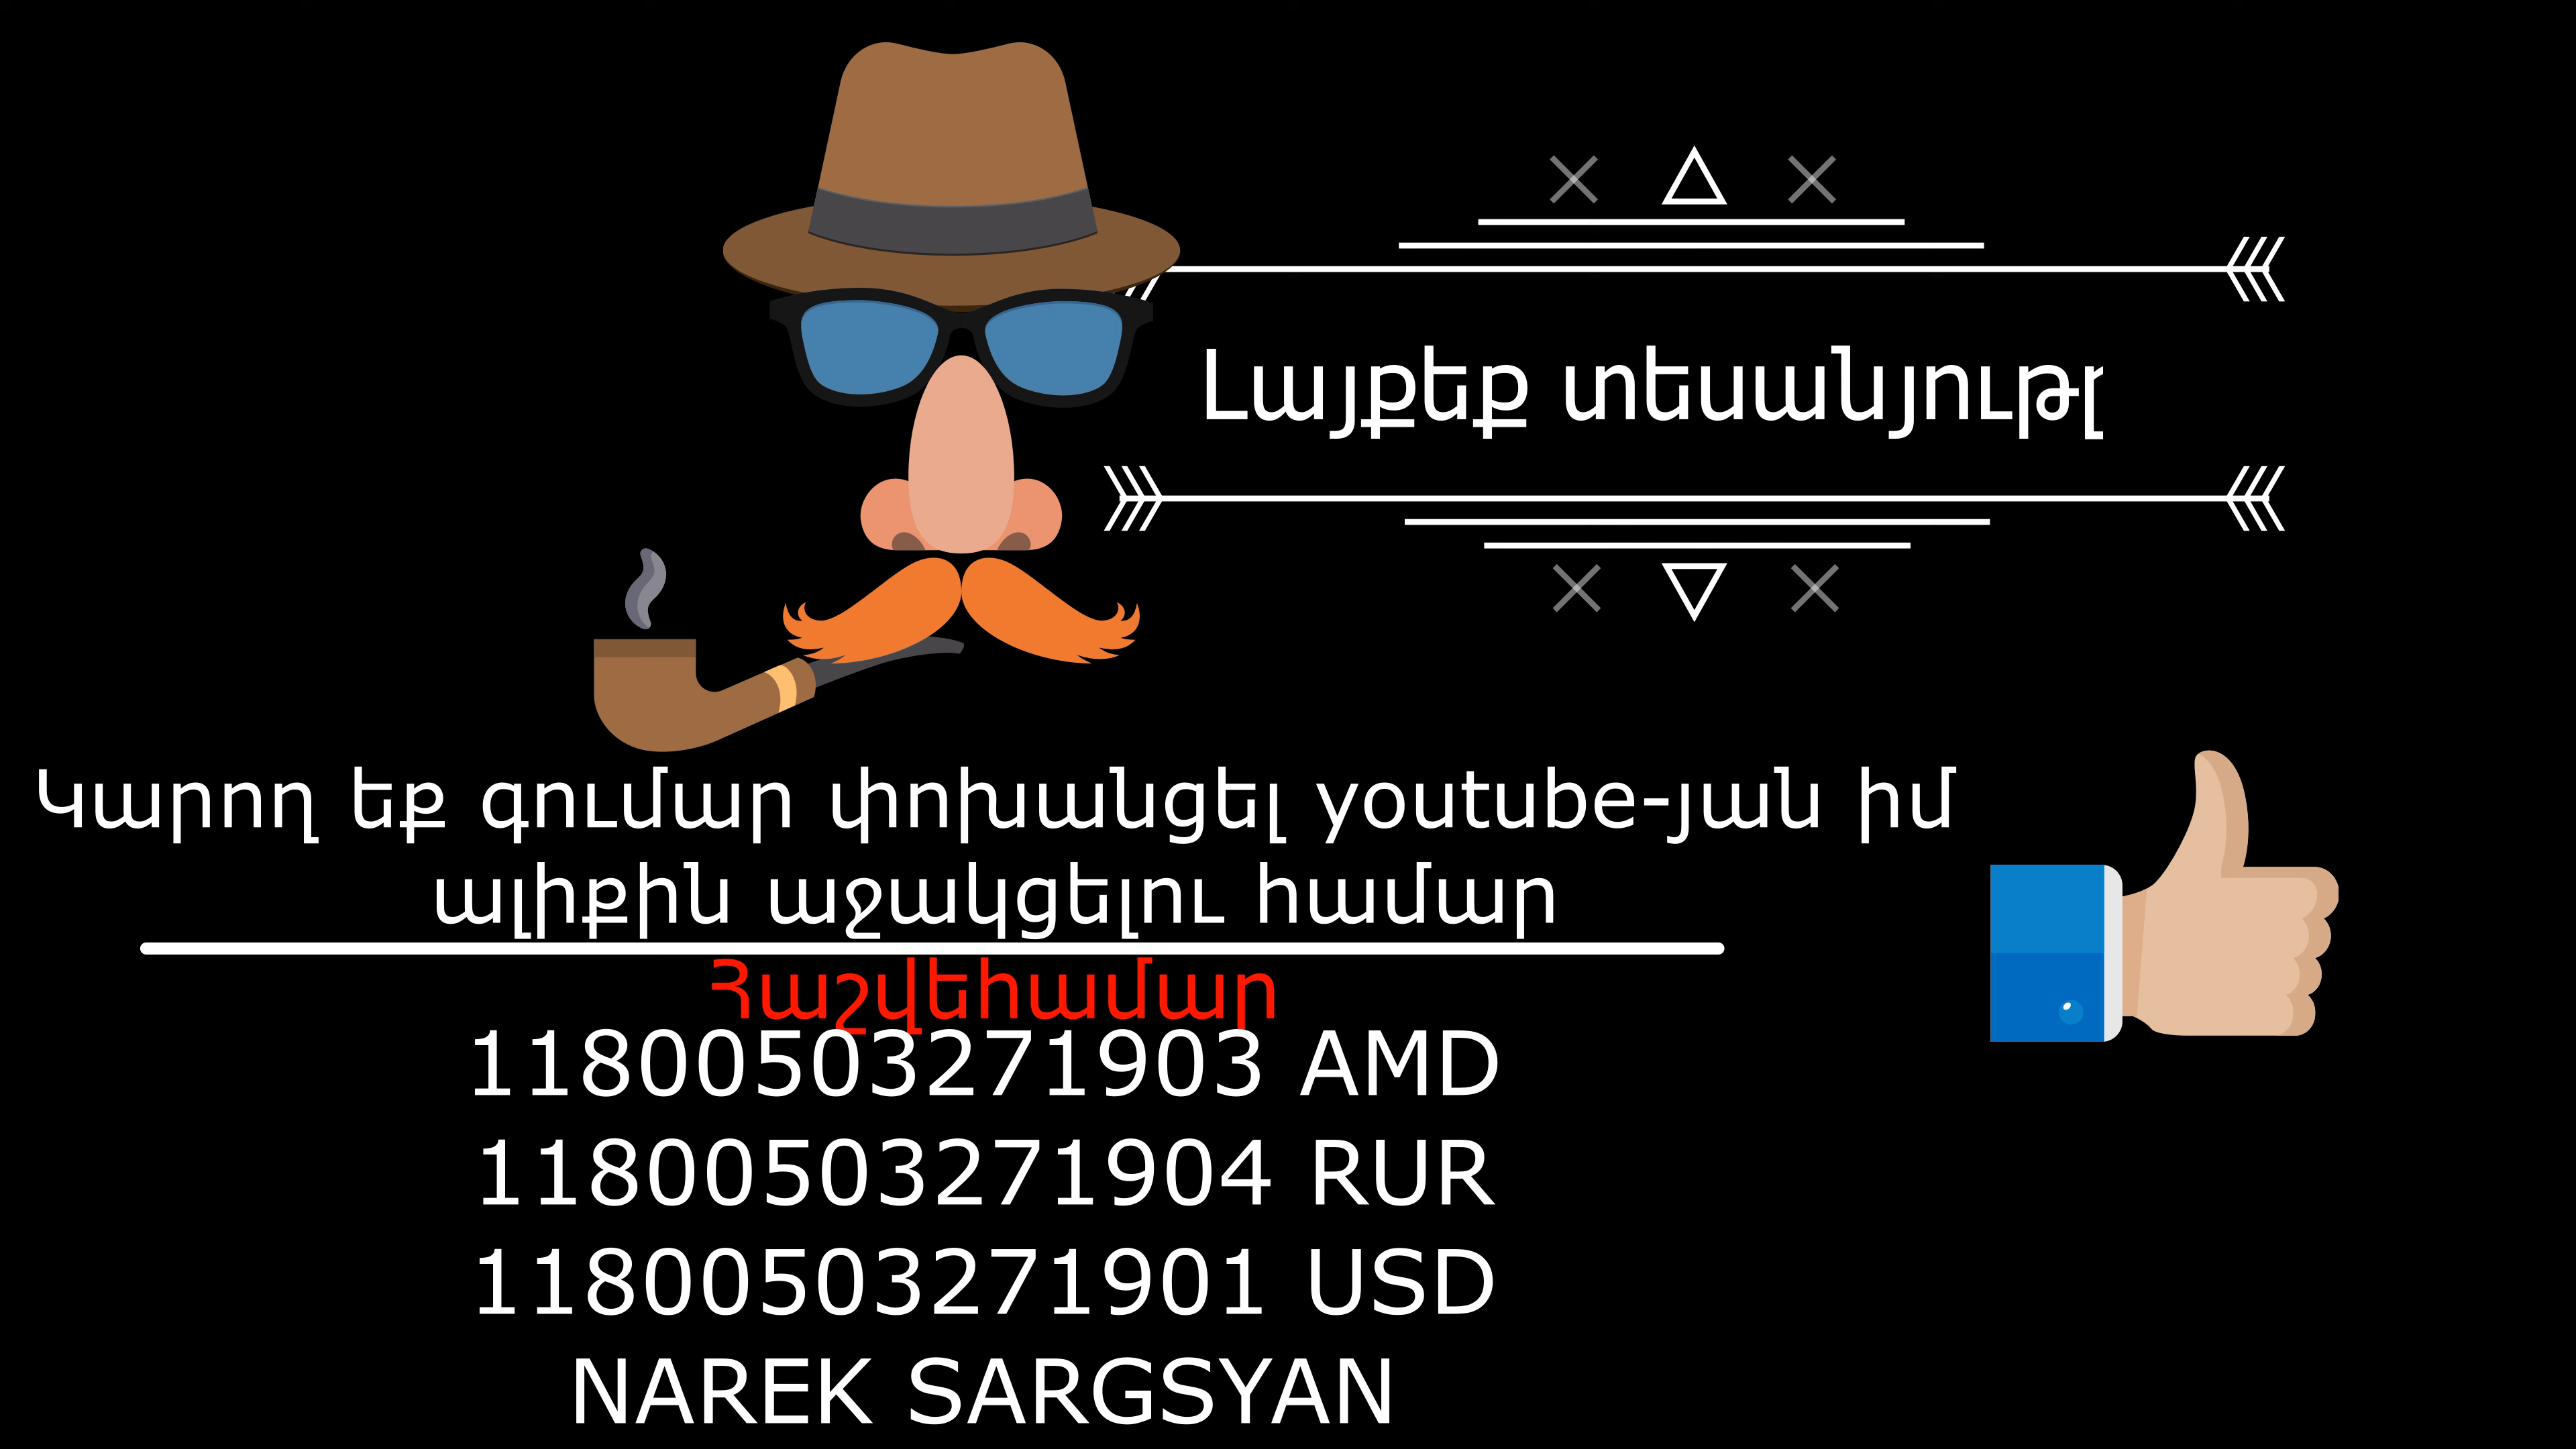 Լայքեք տեսանյութը
Կարող եք գումար փոխանցել youtube-յան իմ
ալիքին աջակցելու համար
Հաշվեհամար
11800503271903 AMD
11800503271904 RUR
11800503271901 USD
NAREK SARGSYAN